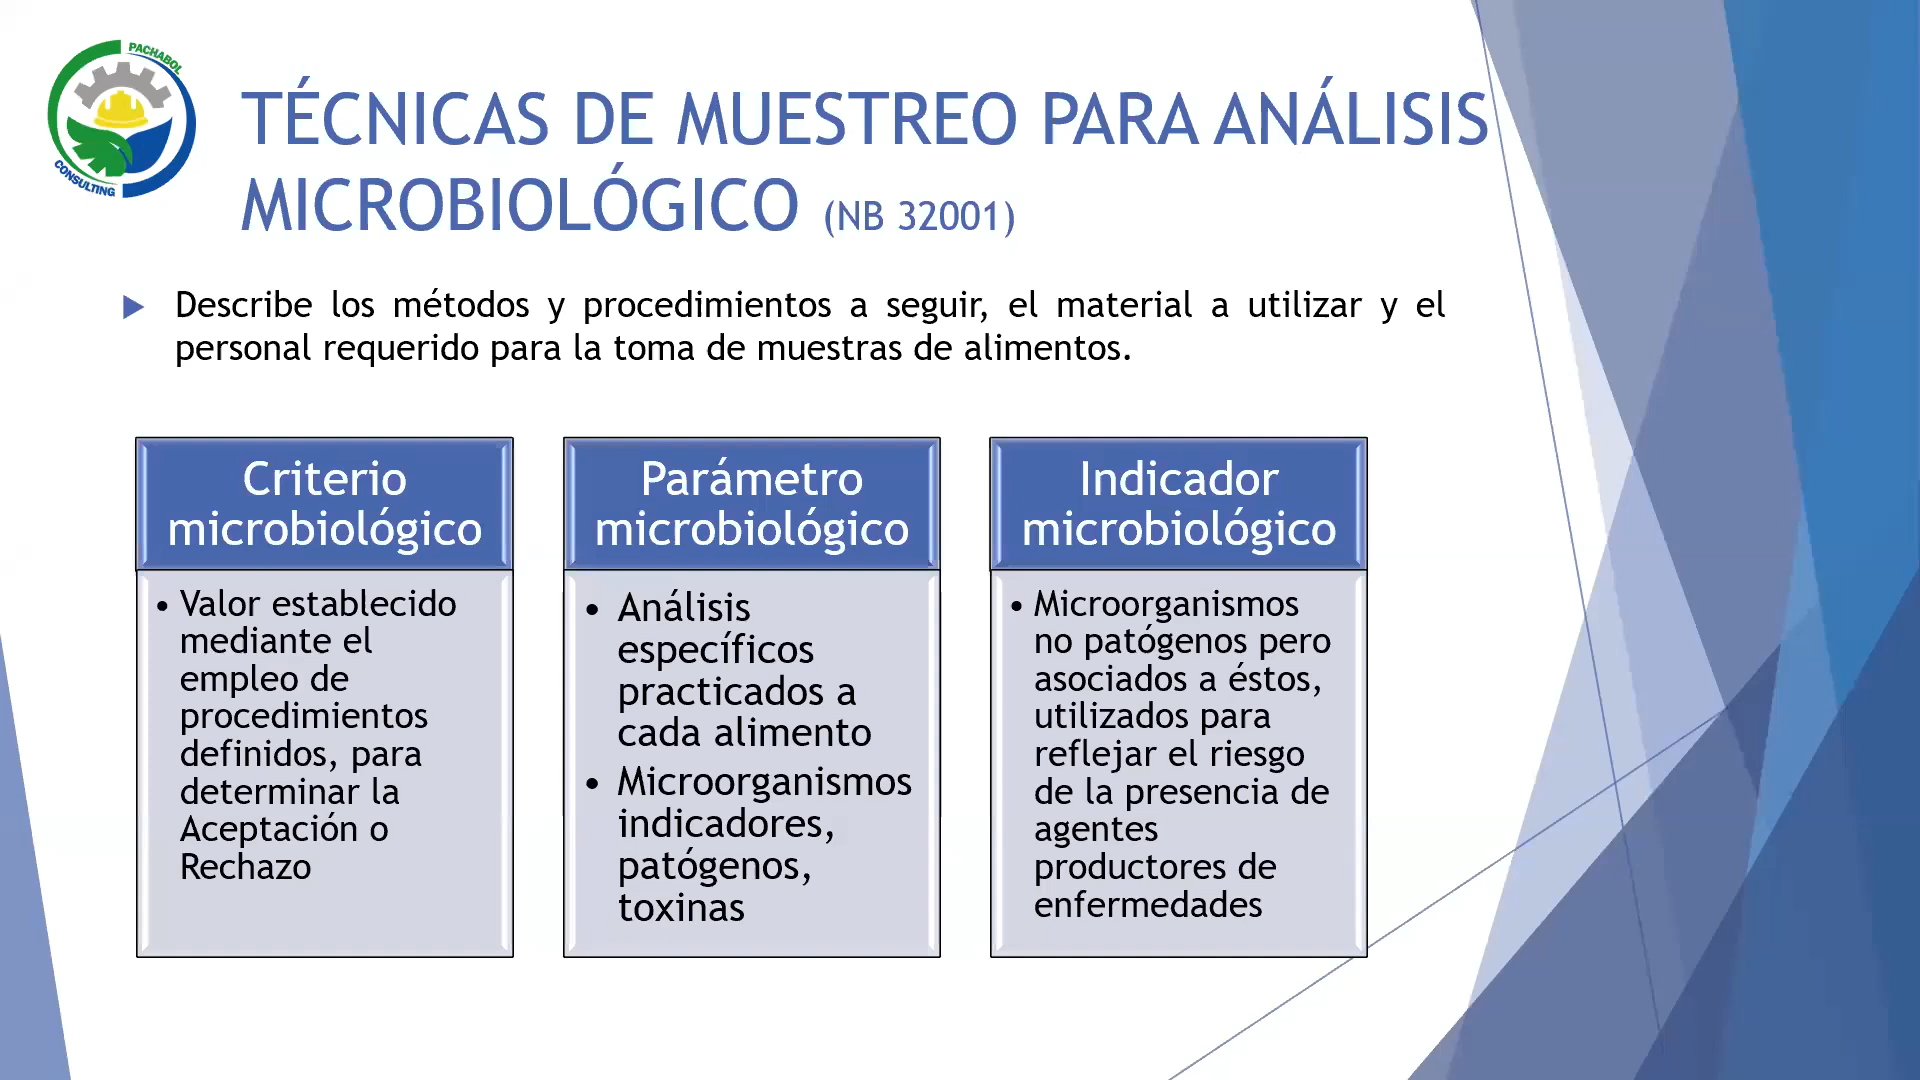 PACHABOL
CONSULTING
TÉCNICAS DE MUESTREO PARA ANÁLISIS
MICROBIOLÓGICO (NB 32001)
Describe los métodos y procedimientos a seguir, el material a utilizar y el
personal requerido para la toma de muestras de alimentos.
Criterio
microbiológico
• Valor establecido
mediante el
empleo de
procedimientos
definidos, para
determinar la
Aceptación o
Rechazo
Parámetro
microbiológico
• Análisis
específicos
practicados a
cada alimento
• Microorganismos
indicadores,
patógenos,
toxinas
Indicador
microbiológico
• Microorganismos
no patógenos pero
asociados a éstos,
utilizados para
reflejar el riesgo
de la presencia de
agentes
productores de
enfermedades